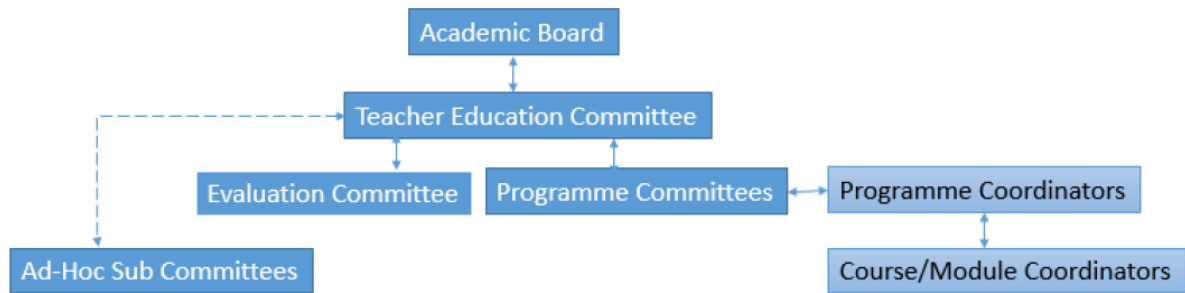 Academic Board
Teacher Education Committee
Evaluation Committee
Programme Committees
Programme Coordinators
Ad-Hoc Sub Committees
Course/Module Coordinators